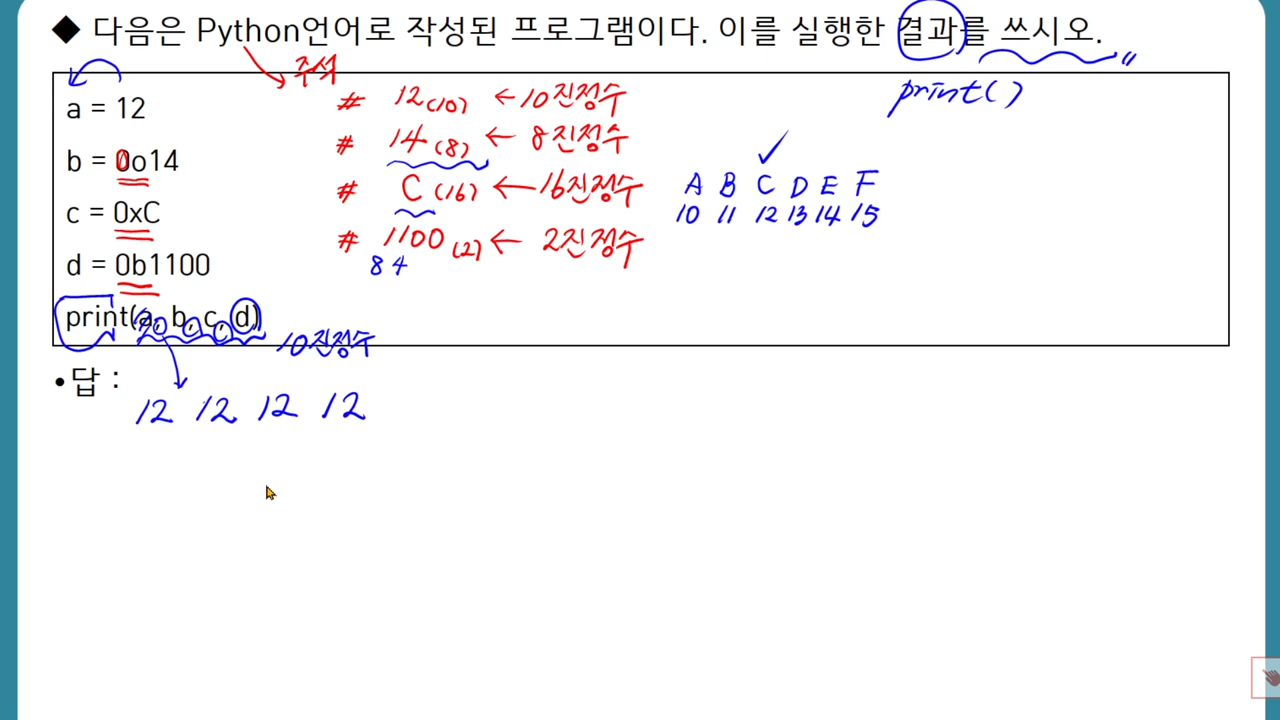 ◆ 다음은 Python언어로 작성된 프로그램이다. 이를 실행한 결과를 쓰시오.
주석
print()
a = 12 # 12(10) ← 10진정수
b = 0o14 # 14(8) ← 8진정수
c = 0xC # C(16) ← 16진정수
A B C D E F
10 11 12 13 14 15
d = 0b1100 # 1100(2) ← 2진정수
8 4
print(a, b, c, d)
10진정수
•답 :
12 12 12 12